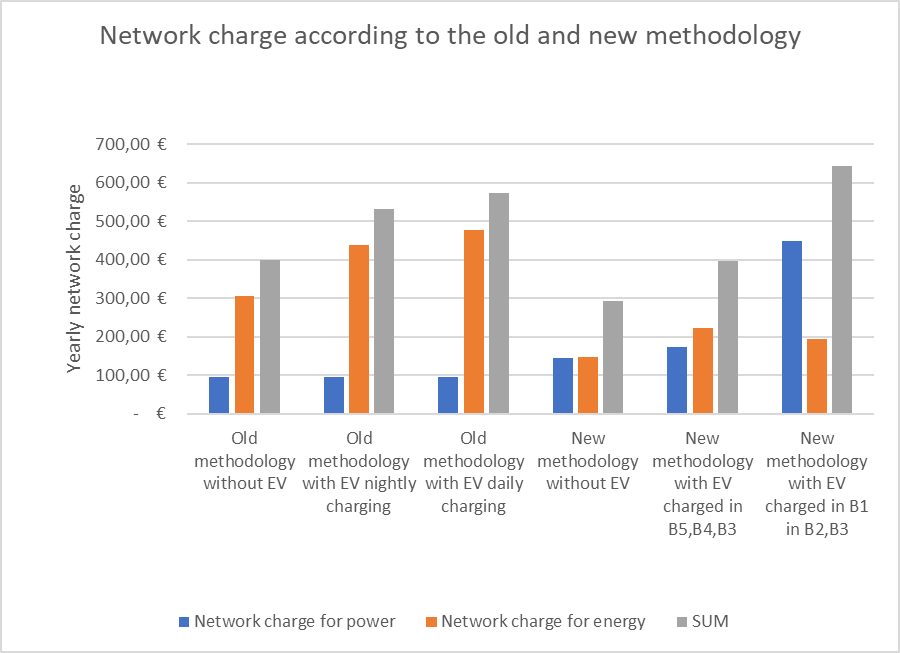 Network charge according to the old and new methodology
Yearly network charge
700,00 €
600,00 €
500,00 €
400,00 €
300,00 €
200,00 €
100,00 €
- €
Old
methodology
without EV
Old
methodology
with EV nightly
charging
Old
methodology
with EV daily
charging
New
methodology
without EV
New
methodology
with EV
charged in
B5,B4,B3
New
methodology
with EV
charged in B1
in B2,B3
Network charge for power
Network charge for energy
SUM